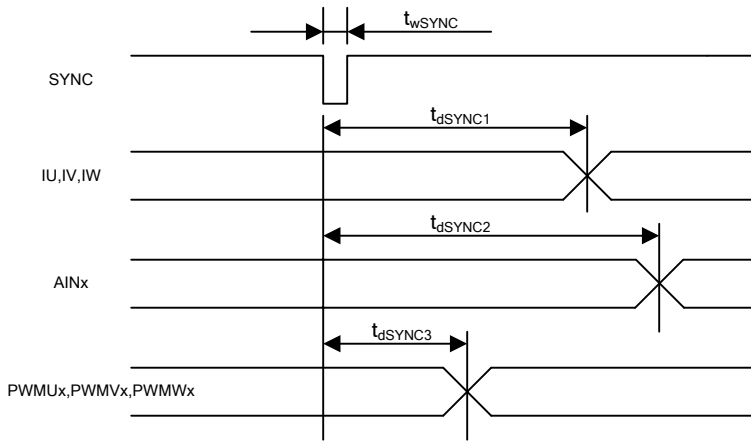 twSYNC
SYNC
tdSYNC1
IU,IV,IW
tdSYNC2
AINx
tdSYNC3
PWMUx,PWMVx,PWMWx